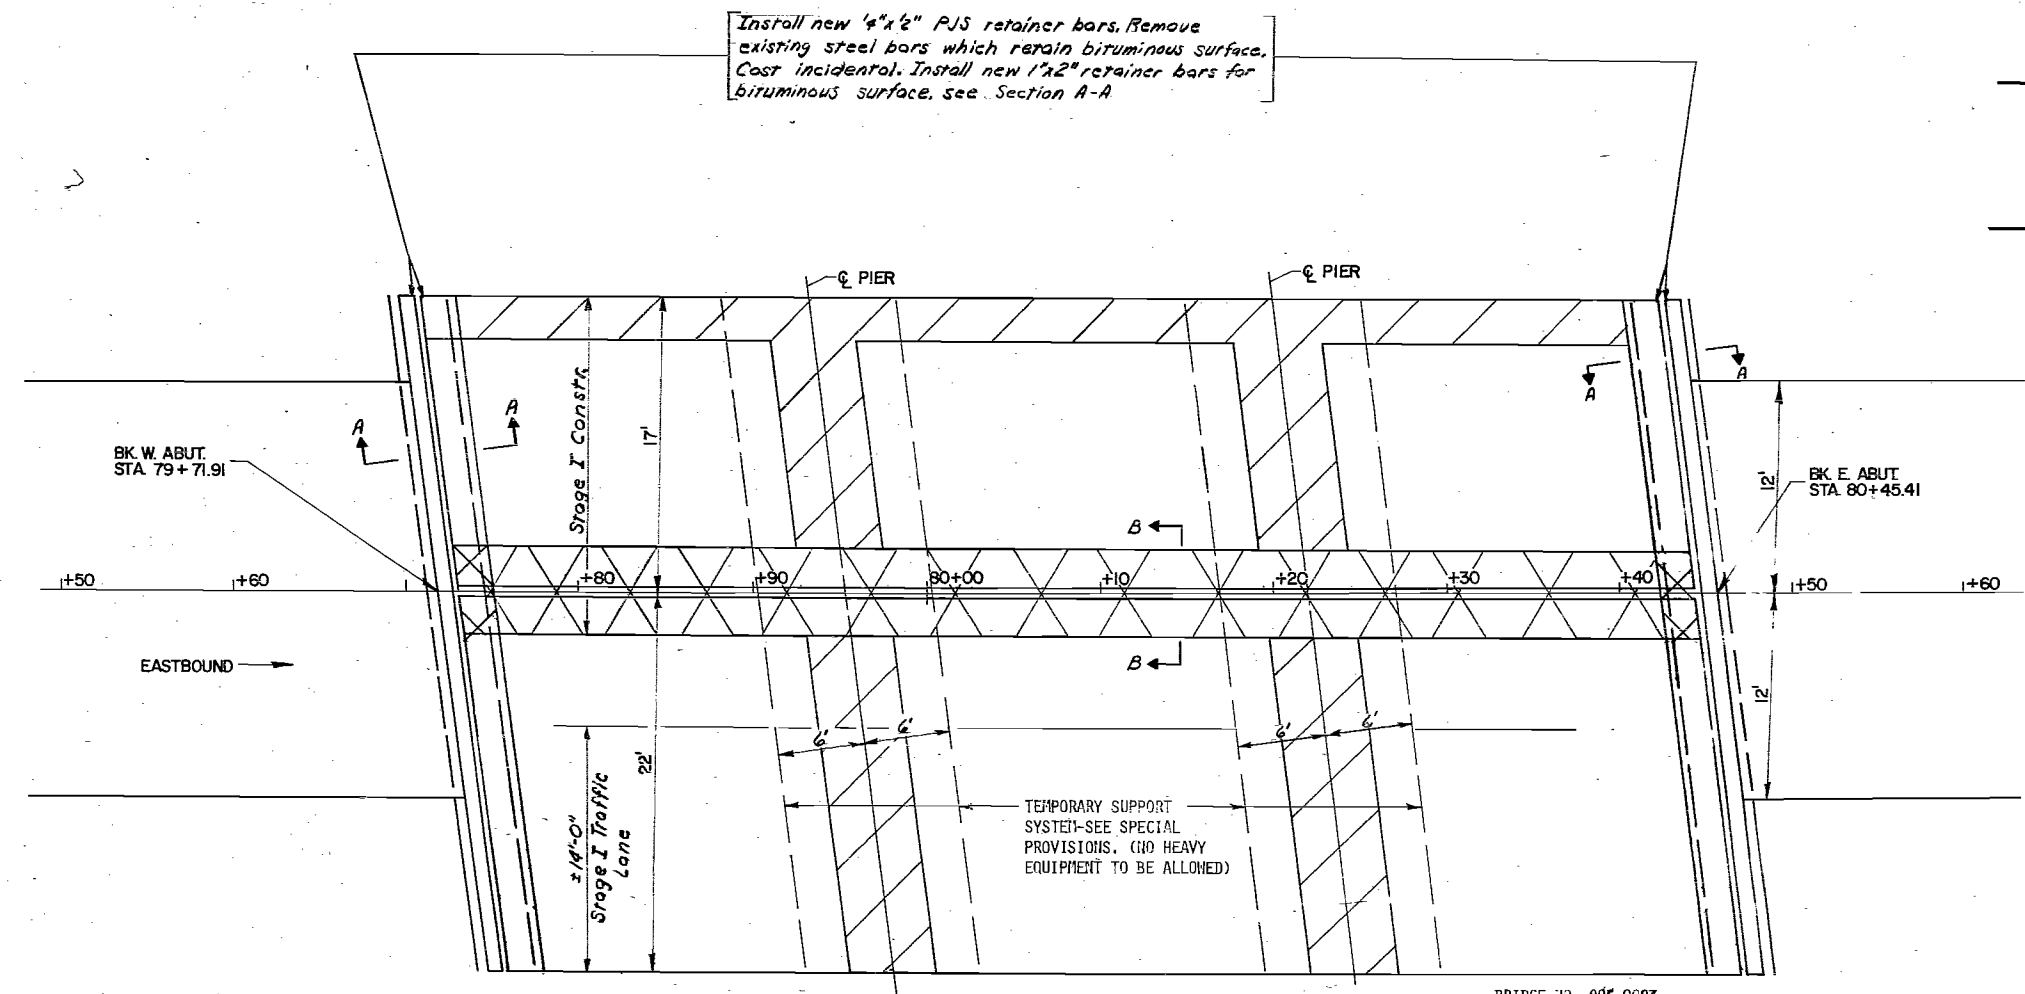 Install new 1/4"x1/2" PJS retainer bars. Remove
existing steel bars which retain bituminous surface.
Cost incidental. Install new 1"x2" retainer bars for
bituminous surface, see Section A-A
℄ PIER
℄ PIER
A
A
A
A
BK. W. ABUT.
STA. 79+71.91
Stage I Constr.
17'
12'
BK. E. ABUT.
STA. 80+45.41
B
+50
+60
+80
+90
80+00
+10
+20
+30
+40
+50
+60
EASTBOUND
B
12'
22'
6'
6'
6'
6'
±14'-0"
Stage I Traffic
Lane
TEMPORARY SUPPORT
SYSTEM-SEE SPECIAL
PROVISIONS. (NO HEAVY
EQUIPMENT TO BE ALLOWED)